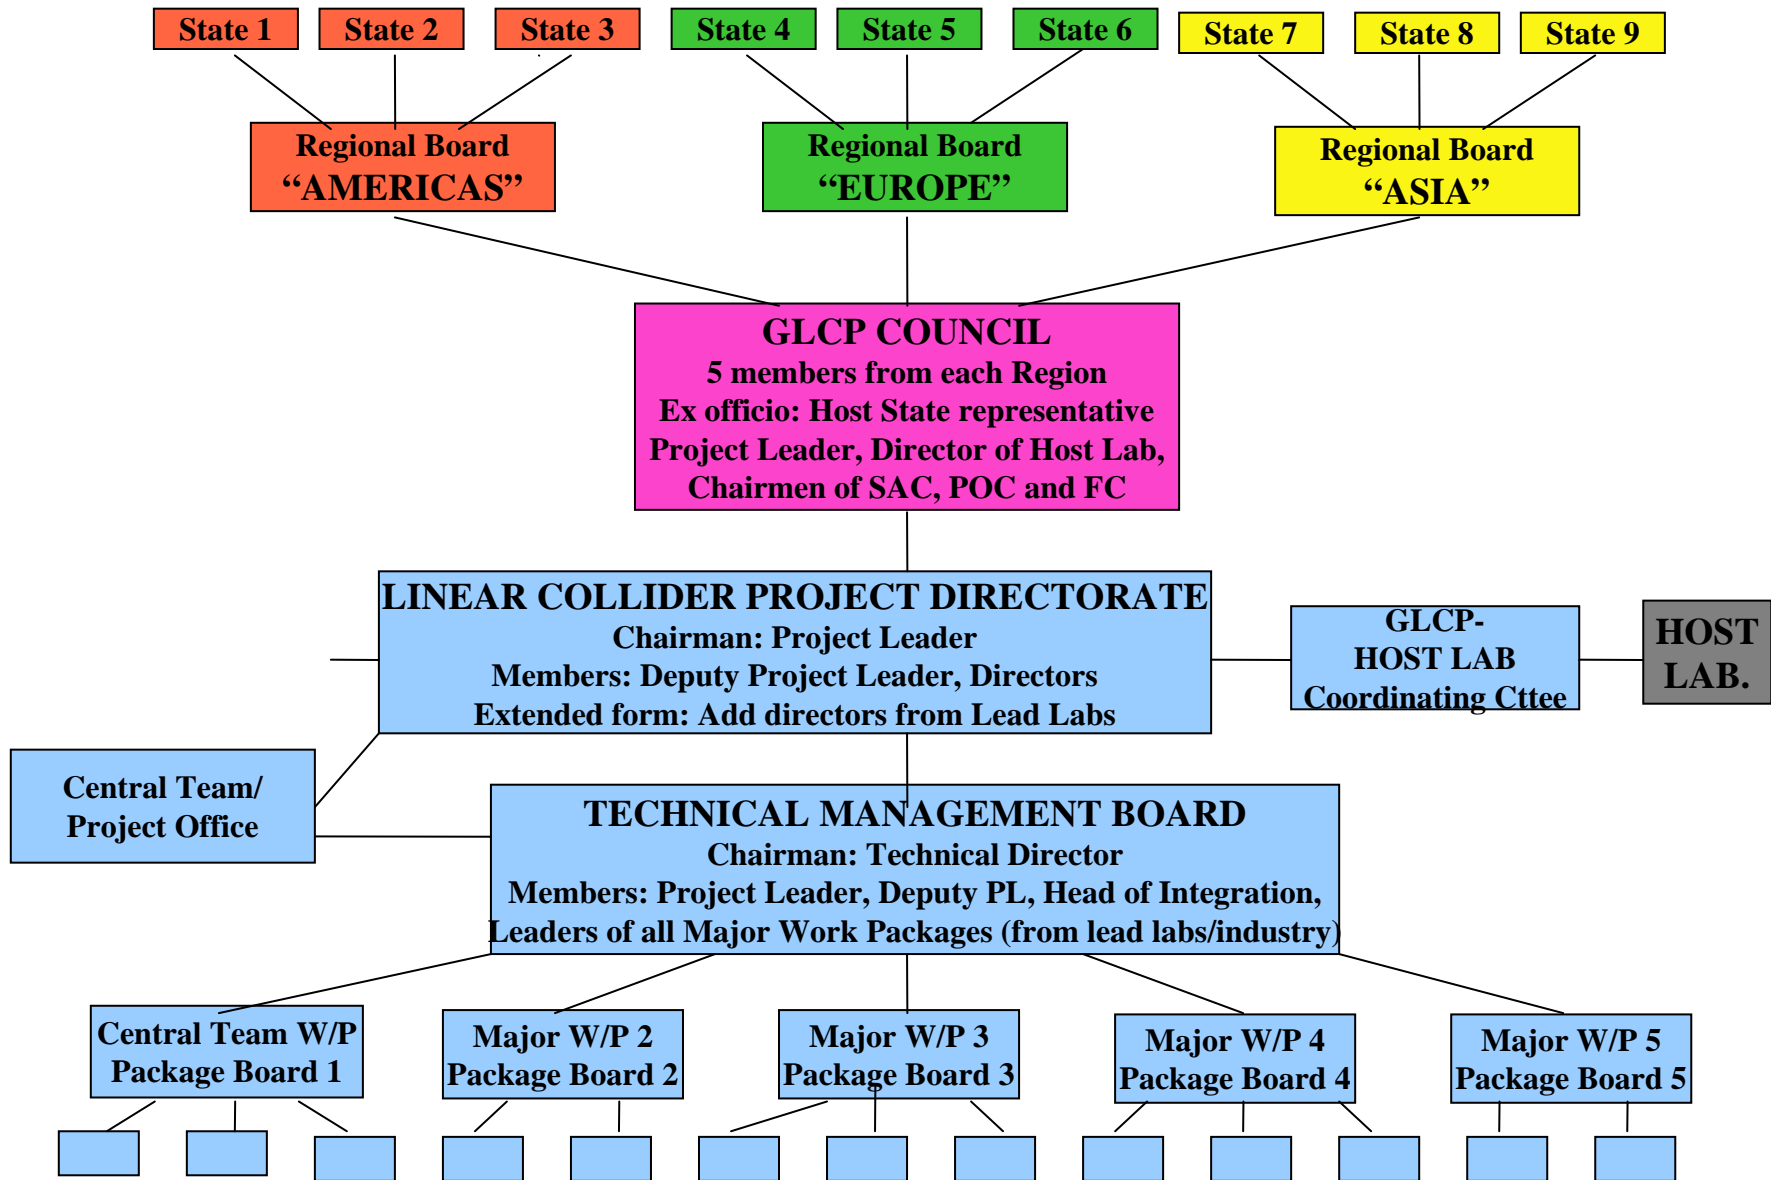 State 1
State 2
State 3
State 4
State 5
State 6
State 7
State 8
State 9
Regional Board
“AMERICAS”
Regional Board
“EUROPE”
Regional Board
“ASIA”
GLCP COUNCIL
5 members from each Region
Ex officio: Host State representative
Project Leader, Director of Host Lab,
Chairmen of SAC, POC and FC
LINEAR COLLIDER PROJECT DIRECTORATE
Chairman: Project Leader
Members: Deputy Project Leader, Directors
Extended form: Add directors from Lead Labs
GLCP-
HOST LAB
Coordinating Cttee
HOST
LAB.
Central Team/
Project Office
TECHNICAL MANAGEMENT BOARD
Chairman: Technical Director
Members: Project Leader, Deputy PL, Head of Integration,
Leaders of all Major Work Packages (from lead labs/industry)
Central Team W/P
Package Board 1
Major W/P 2
Package Board 2
Major W/P 3
Package Board 3
Major W/P 4
Package Board 4
Major W/P 5
Package Board 5